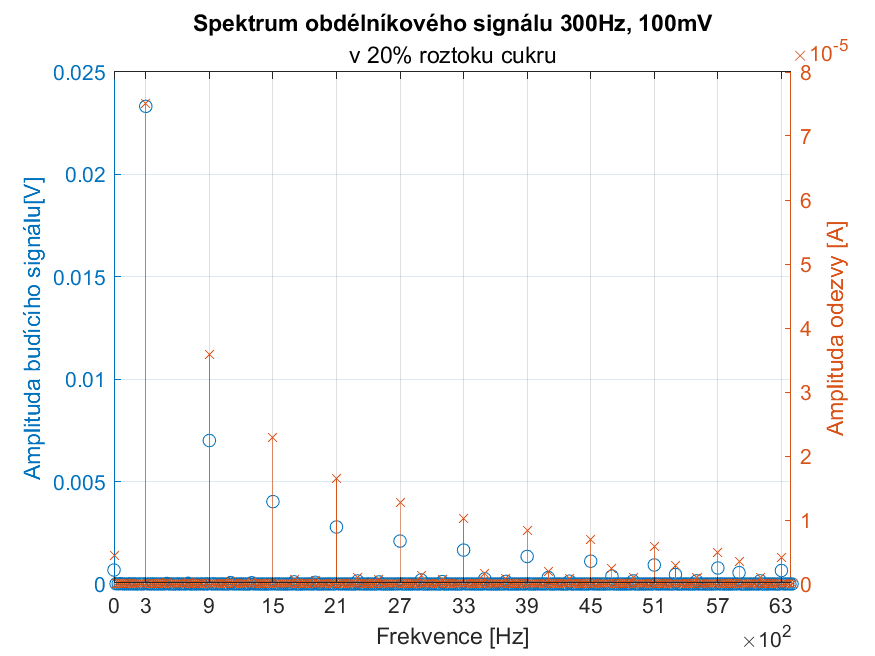 Spektrum obdélníkového signálu 300Hz, 100mV
v 20% roztoku cukru
×10-5
0.025
0.02
0.015
0.01
0.005
0
Amplituda budícího signálu[V]
8
7
6
5
4
3
2
1
0
Amplituda odezvy [A]
0 3 9 15 21 27 33 39 45 51 57 63
Frekvence [Hz]
×102